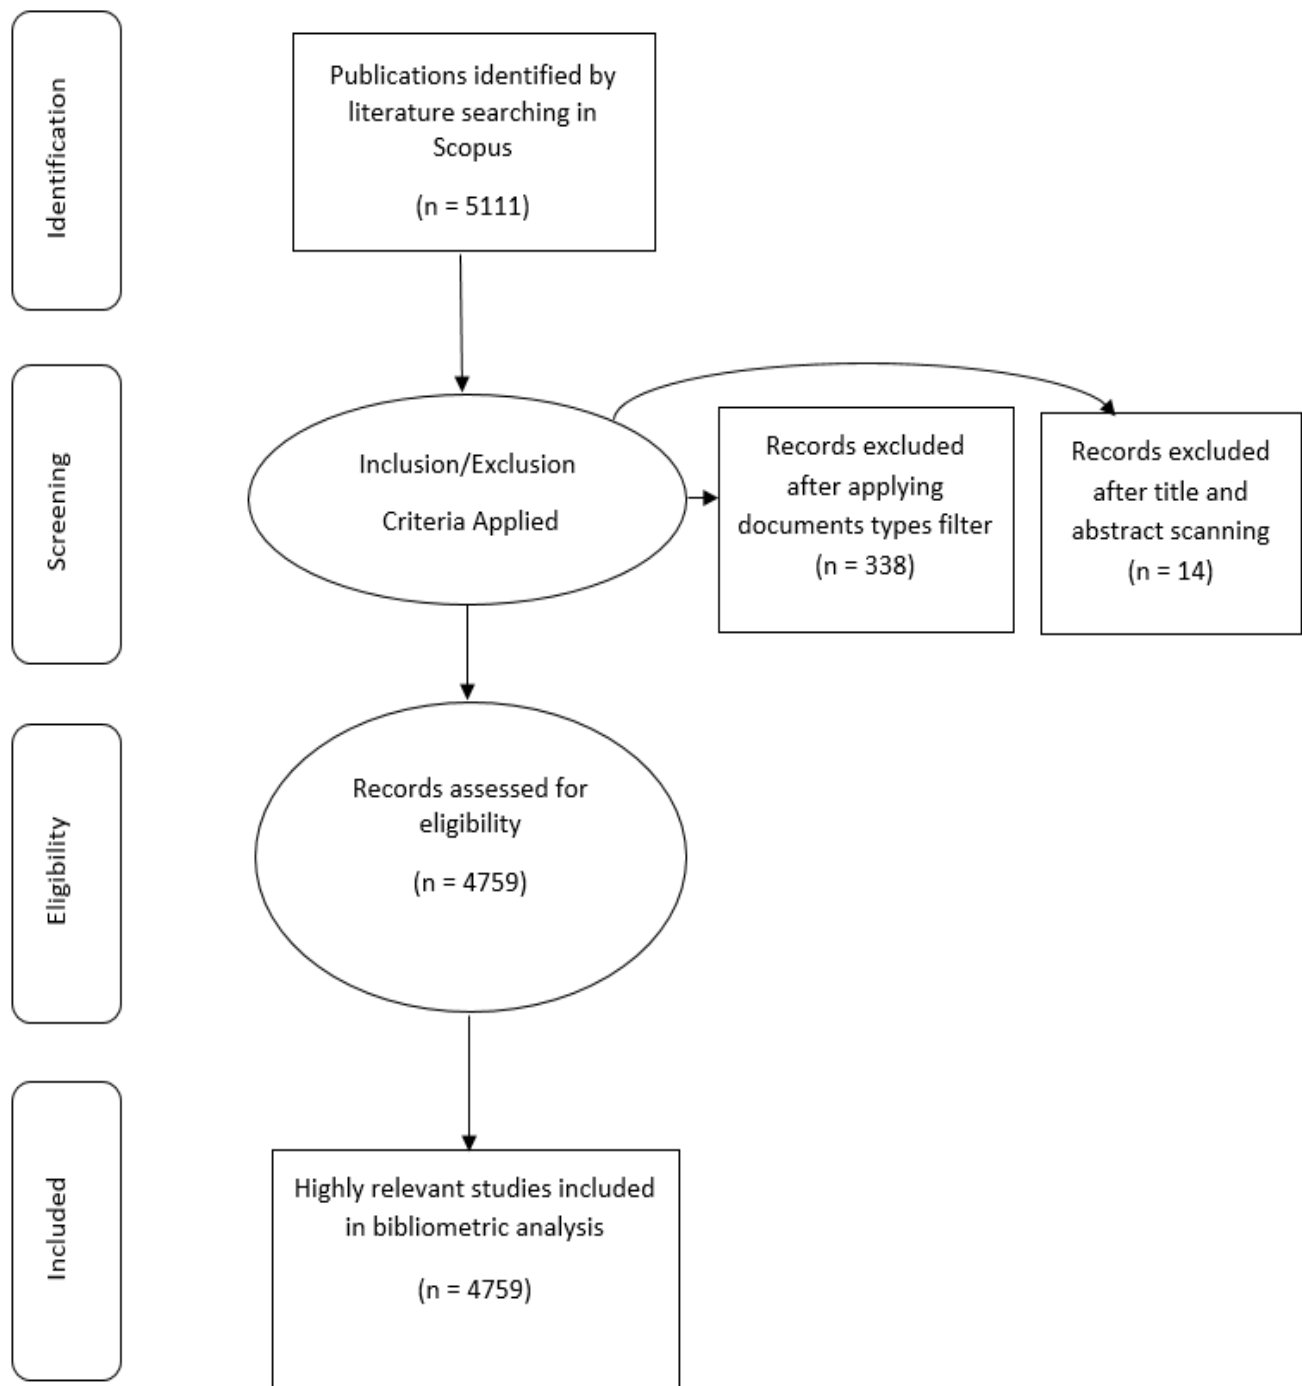 Identification
Publications identified by
literature searching in
Scopus
(n = 5111)
Screening
Inclusion/Exclusion
Criteria Applied
Records excluded
after applying
documents types filter
(n = 338)
Records excluded
after title and
abstract scanning
(n = 14)
Eligibility
Records assessed for
eligibility
(n = 4759)
Included
Highly relevant studies included
in bibliometric analysis
(n = 4759)